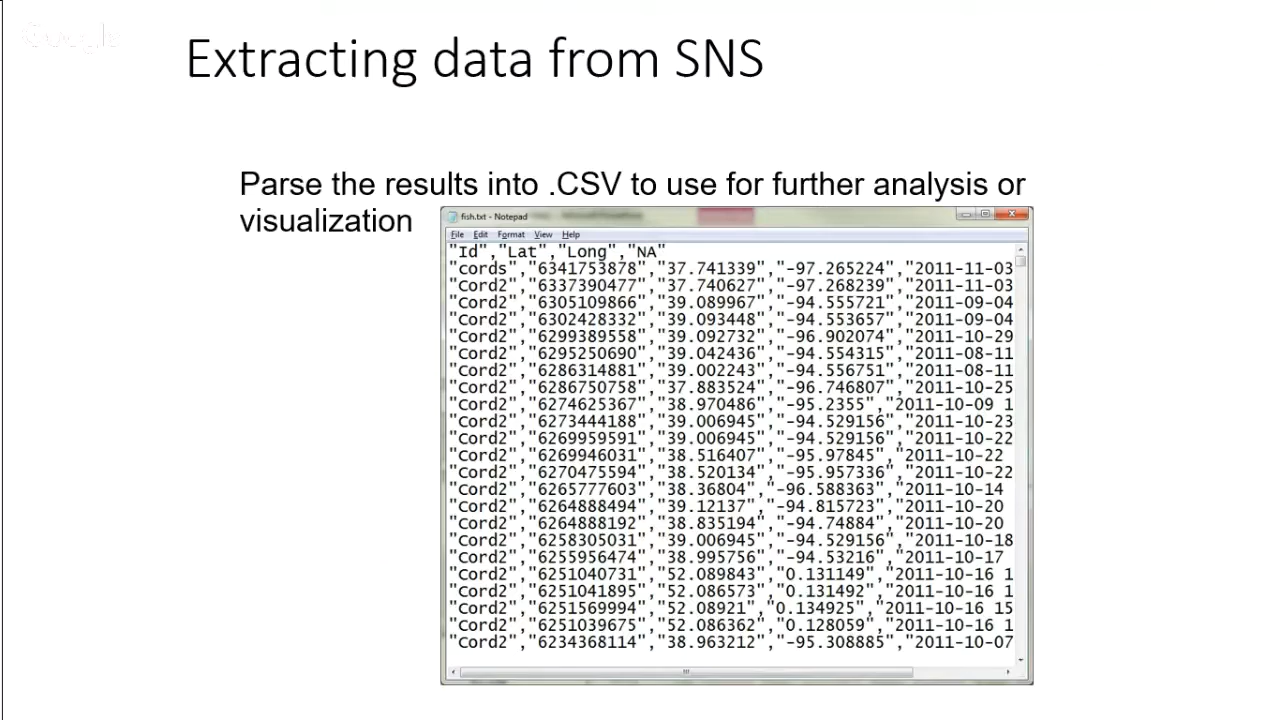 Google
Extracting data from SNS
Parse the results into .CSV to use for further analysis or
visualization
fish.txt - Notepad
File Edit Format View Help
"Id","Lat","Long","NA"
"cords","6341753878","37.741339","-97.265224","2011-11-03
"Cord2","6337390477","37.740627","-97.268239","2011-11-03
"Cord2","6305109866","39.089967","-94.555721","2011-09-04
"Cord2","6302428332","39.093448","-94.553657","2011-09-04
"Cord2","6299389558","39.092732","-96.902074","2011-10-29
"Cord2","6295250690","39.042436","-94.554315","2011-08-11
"Cord2","6286314881","39.002243","-94.556751","2011-08-11
"Cord2","6286750758","37.883524","-96.746807","2011-10-25
"Cord2","6274625367","38.970486","-95.2355","2011-10-09 1
"Cord2","6273444188","39.006945","-94.529156","2011-10-23
"Cord2","6269959591","39.006945","-94.529156","2011-10-22
"Cord2","6269946031","38.516407","-95.97845","2011-10-22
"Cord2","6270475594","38.520134","-95.957336","2011-10-22
"Cord2","6265777603","38.36804","-96.588363","2011-10-14
"Cord2","6264888494","39.12137","-94.815723","2011-10-20
"Cord2","6264888192","38.835194","-94.74884","2011-10-20
"Cord2","6258305031","39.006945","-94.529156","2011-10-18
"Cord2","6255956474","38.995756","-94.53216","2011-10-17
"Cord2","6251040731","52.089843","0.131149","2011-10-16 1
"Cord2","6251041895","52.086573","0.131492","2011-10-16 1
"Cord2","6251569994","52.08921","0.134925","2011-10-16 15
"Cord2","6251039675","52.086362","0.128059","2011-10-16 1
"Cord2","6234368114","38.963212","-95.308885","2011-10-07